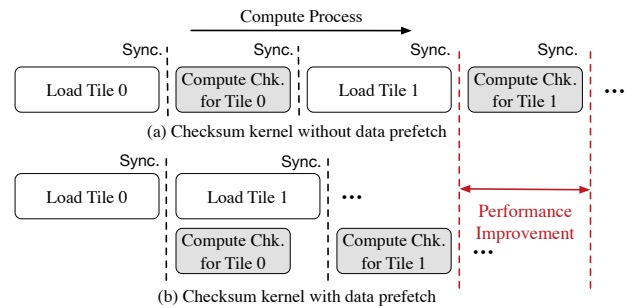 Compute Process
Sync. Sync. Sync. Sync.
Load Tile 0
Compute Chk.
for Tile 0
Load Tile 1
Compute Chk.
for Tile 1
...
(a) Checksum kernel without data prefetch
Sync. Sync.
Load Tile 0
Load Tile 1
...
Compute Chk.
for Tile 0
Compute Chk.
for Tile 1
...
Performance
Improvement
(b) Checksum kernel with data prefetch